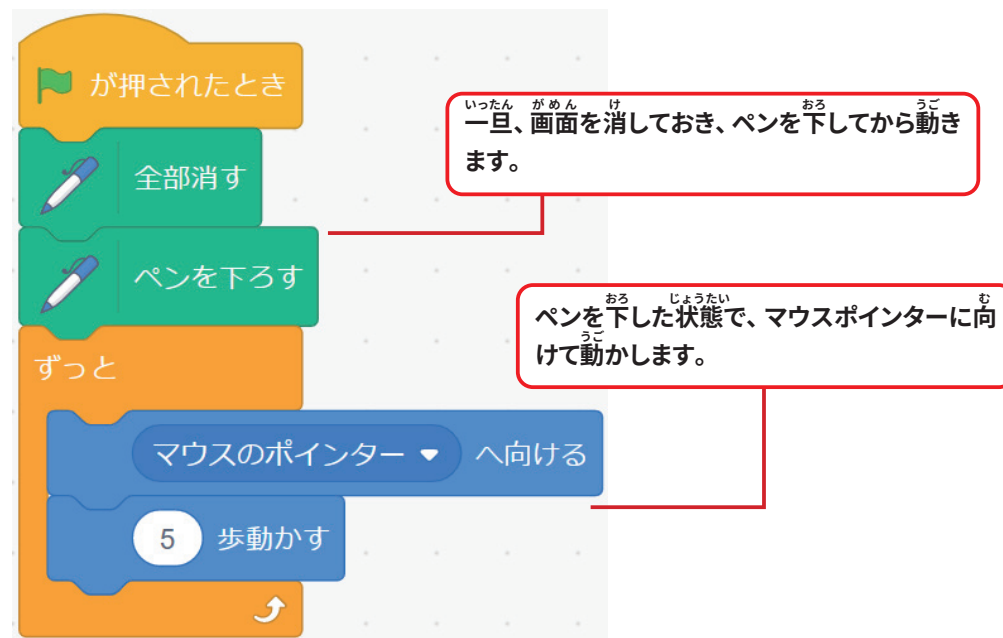 が押されたとき
全部消す
ペンを下ろす
ずっと
マウスのポインター へ向ける
5 歩動かす
いったん がめん け おろ うご
一旦、画面を消しておき、ペンを下してから動き
ます。
おろ じょうたい む
ペンを下した状態で、マウスポインターに向
うご
けて動かします。